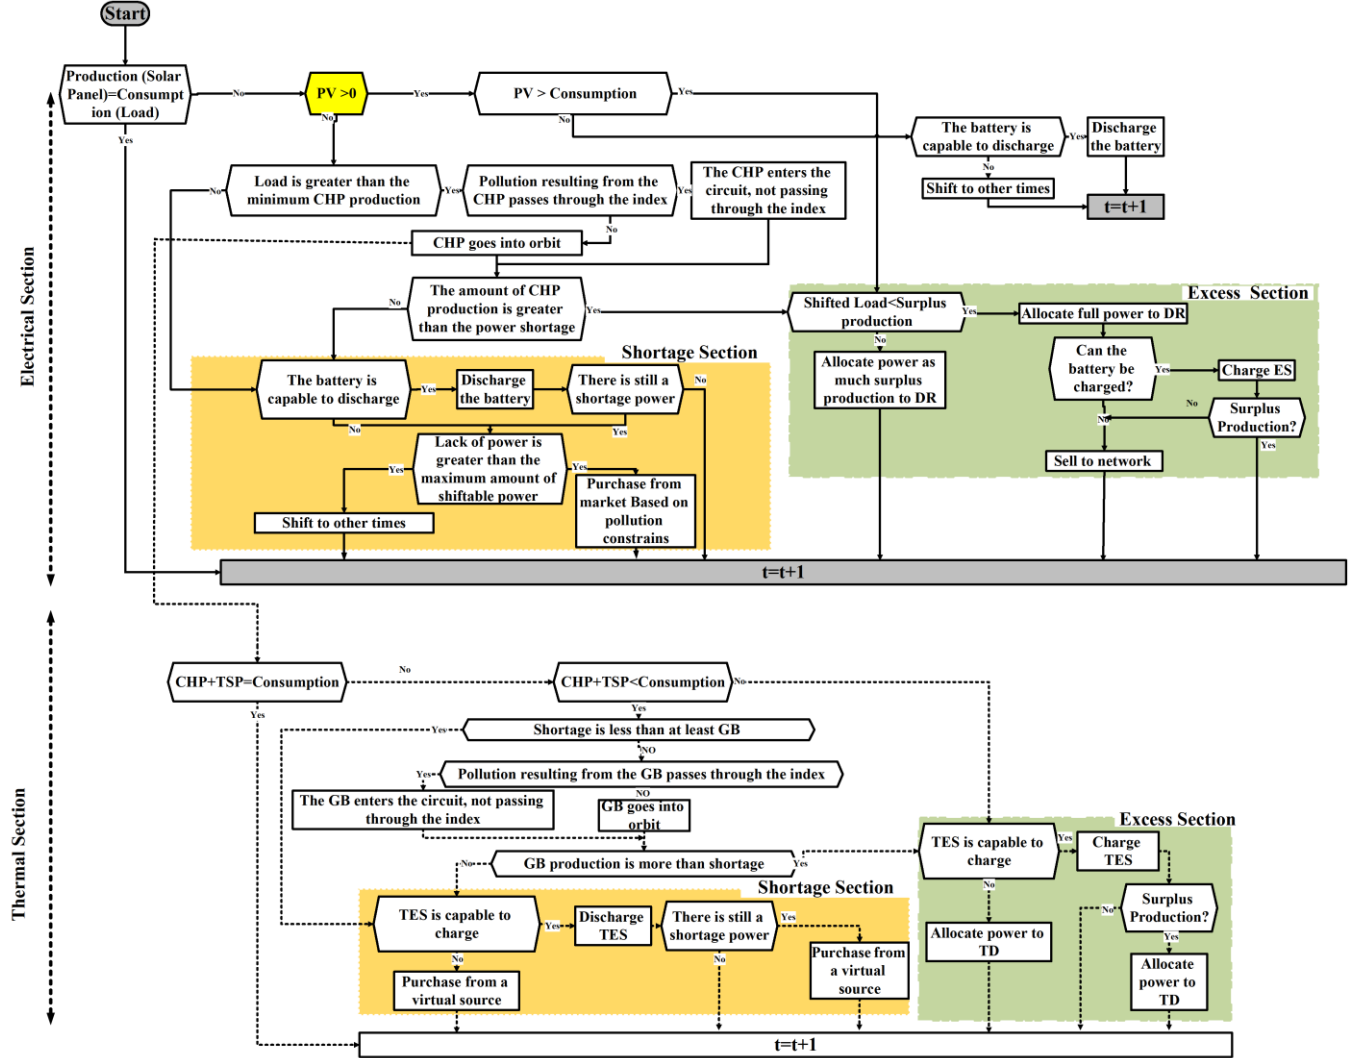 Start
Production (Solar
Panel)=Consumpt
ion (Load)
No
PV >0
Yes
PV > Consumption
Yes
Yes
No
No
The battery is
capable to discharge
Yes
Discharge
the battery
No
Shift to other times
t=t+1
No
Load is greater than the
minimum CHP production
Yes
Pollution resulting from the
CHP passes through the index
Yes
The CHP enters the
circuit, not passing
through the index
No
CHP goes into orbit
The amount of CHP
production is greater
than the power shortage
No
Yes
Electrical Section
Excess Section
Shifted Load<Surplus
production
Yes
Allocate full power to DR
No
Allocate power as
much surplus
production to DR
Can the
battery be
charged?
Yes
Charge ES
No
Surplus
Production?
No
Yes
Sell to network
Shortage Section
The battery is
capable to discharge
Yes
Discharge
the battery
There is still a
shortage power
No
No
Yes
Lack of power is
greater than the
maximum amount of
shiftable power
Yes
Yes
Shift to other times
Purchase from
market Based on
pollution
constrains
t=t+1
Thermal Section
CHP+TSP=Consumption
No
CHP+TSP<Consumption
No
Yes
Yes
Shortage is less than at least GB
Yes
NO
Pollution resulting from the GB passes through the index
Yes
NO
The GB enters the circuit, not passing
through the index
GB goes into
orbit
GB production is more than shortage
No
Yes
Excess Section
TES is capable to
charge
Yes
Charge
TES
No
Surplus
Production?
No
Yes
Allocate power to
TD
Allocate
power to
TD
Shortage Section
TES is capable to
charge
Yes
Discharge
TES
There is still a
shortage power
Yes
No
No
Purchase from a
virtual source
Purchase from
a virtual
source
t=t+1